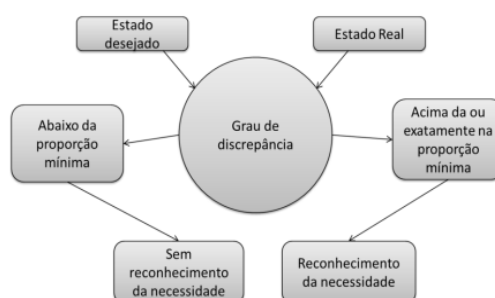 Estado
desejado
Estado Real
Grau de
discrepância
Abaixo da
proporção
mínima
Acima da ou
exatamente na
proporção
mínima
Sem
reconhecimento
da necessidade
Reconhecimento
da necessidade